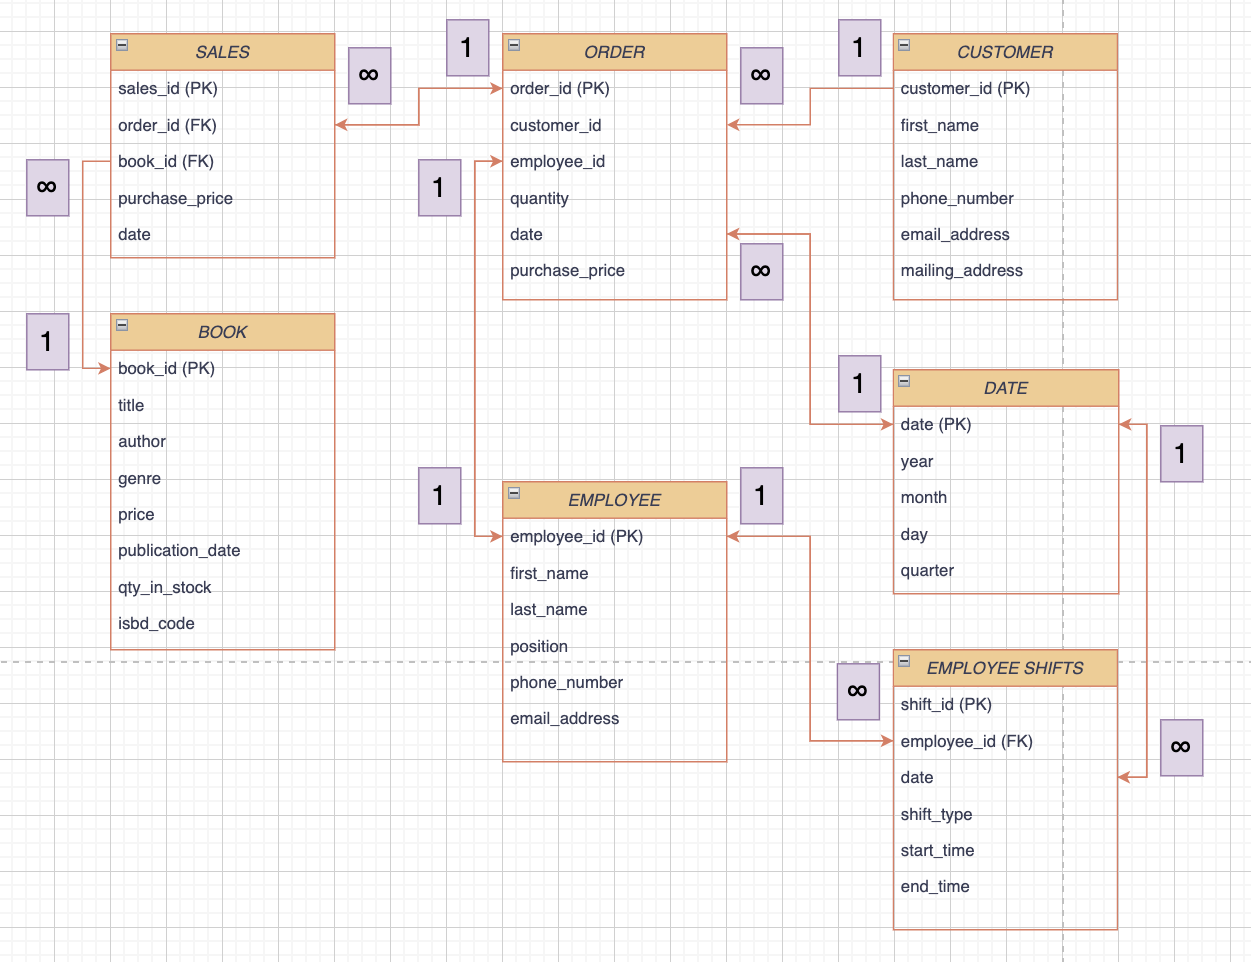 SALES
sales_id (PK)
order_id (FK)
book_id (FK)
purchase_price
date
∞
1
ORDER
order_id (PK)
customer_id
employee_id
quantity
date
purchase_price
∞
1
CUSTOMER
customer_id (PK)
first_name
last_name
phone_number
email_address
mailing_address
∞
1
1
∞
1
BOOK
book_id (PK)
title
author
genre
price
publication_date
qty_in_stock
isbd_code
1
DATE
date (PK)
year
month
day
quarter
1
1
EMPLOYEE
employee_id (PK)
first_name
last_name
position
phone_number
email_address
1
∞
EMPLOYEE SHIFTS
shift_id (PK)
employee_id (FK)
date
shift_type
start_time
end_time
∞